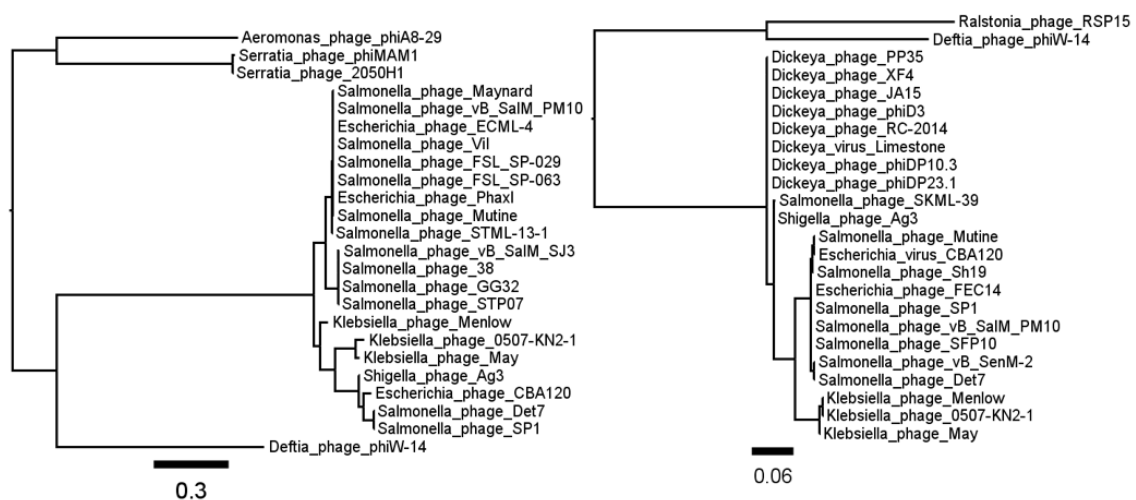 Aeromonas_phage_phiA8-29
Serratia_phage_phiMAM1
Serratia_phage_2050H1
Salmonella_phage_Maynard
Salmonella_phage_vB_SalM_PM10
Escherichia_phage_ECML-4
Salmonella_phage_ViI
Salmonella_phage_FSL_SP-029
Salmonella_phage_FSL_SP-063
Escherichia_phage_PhaxI
Salmonella_phage_Mutine
Salmonella_phage_STML-13-1
Salmonella_phage_vB_SalM_SJ3
Salmonella_phage_38
Salmonella_phage_GG32
Salmonella_phage_STP07
Klebsiella_phage_Menlow
Klebsiella_phage_0507-KN2-1
Klebsiella_phage_May
Shigella_phage_Ag3
Escherichia_phage_CBA120
Salmonella_phage_Det7
Salmonella_phage_SP1
Deftia_phage_phiW-14
0.3
Ralstonia_phage_RSP15
Deftia_phage_phiW-14
Dickeya_phage_PP35
Dickeya_phage_XF4
Dickeya_phage_JA15
Dickeya_phage_phiD3
Dickeya_phage_RC-2014
Dickeya_virus_Limestone
Dickeya_phage_phiDP10.3
Dickeya_phage_phiDP23.1
Salmonella_phage_SKML-39
Shigella_phage_Ag3
Salmonella_phage_Mutine
Escherichia_virus_CBA120
Salmonella_phage_Sh19
Escherichia_phage_FEC14
Salmonella_phage_SP1
Salmonella_phage_vB_SalM_PM10
Salmonella_phage_SFP10
Salmonella_phage_vB_SenM-2
Salmonella_phage_Det7
Klebsiella_phage_Menlow
Klebsiella_phage_0507-KN2-1
Klebsiella_phage_May
0.06